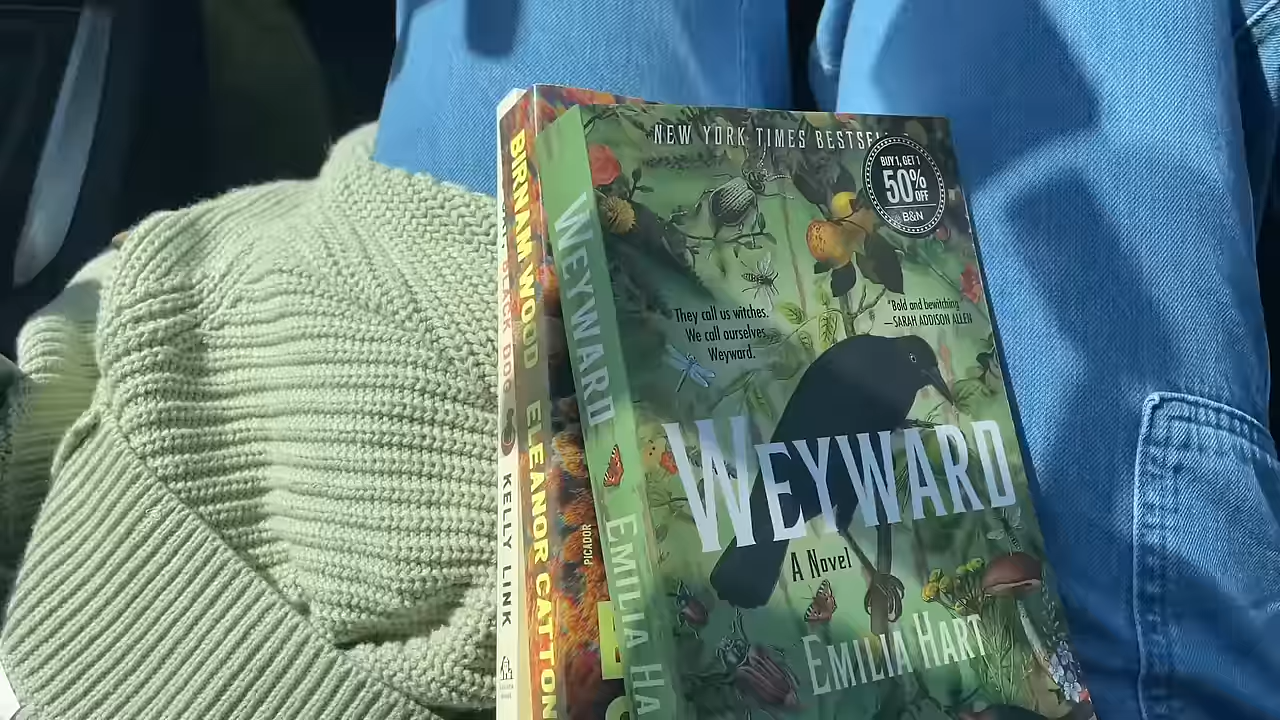 NEW YORK TIMES
BUY 1, GET 1
50% OFF
B&N
They call us witches.
We call ourselves
Weyward.
"Bold and bewitching"
—SARAH ADDISON ALLEN
WEYWARD
A Novel
EMILIA HART
WEYWARD EMILIA HA
BIRNAM WOOD ELEANOR CATTON
PICADOR
DOG KELLY LINK